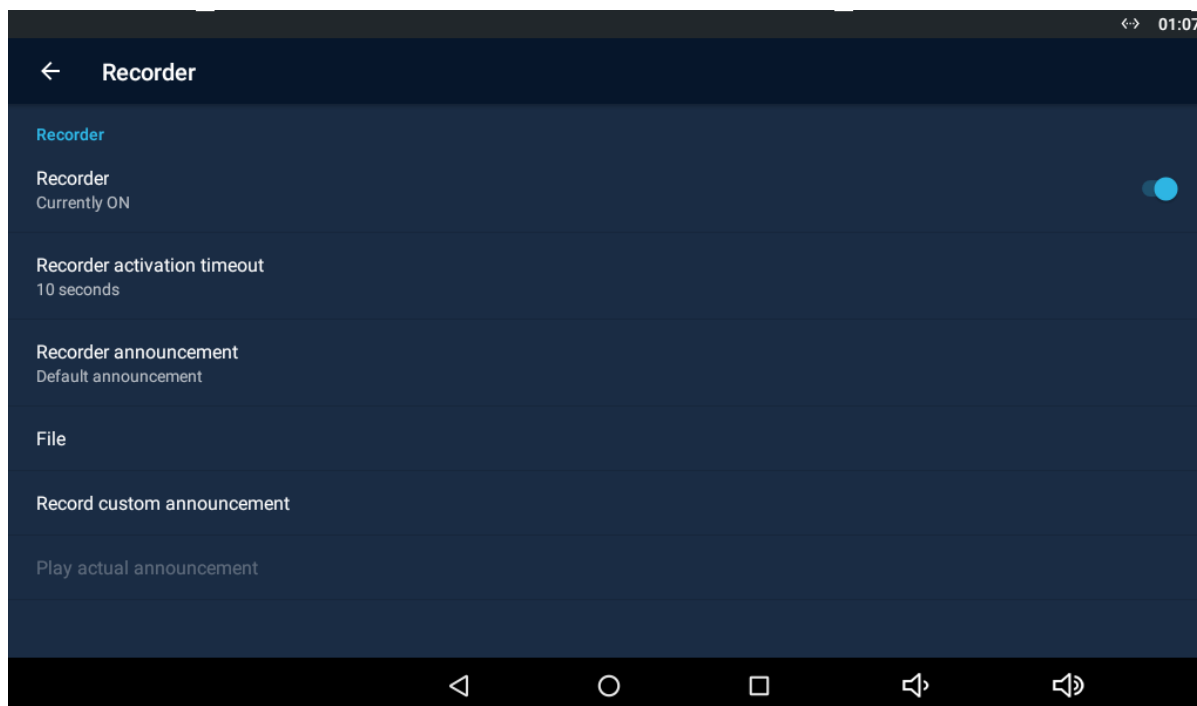 01:07
Recorder
Recorder
Recorder
Currently ON
Recorder activation timeout
10 seconds
Recorder announcement
Default announcement
File
Record custom announcement
Play actual announcement